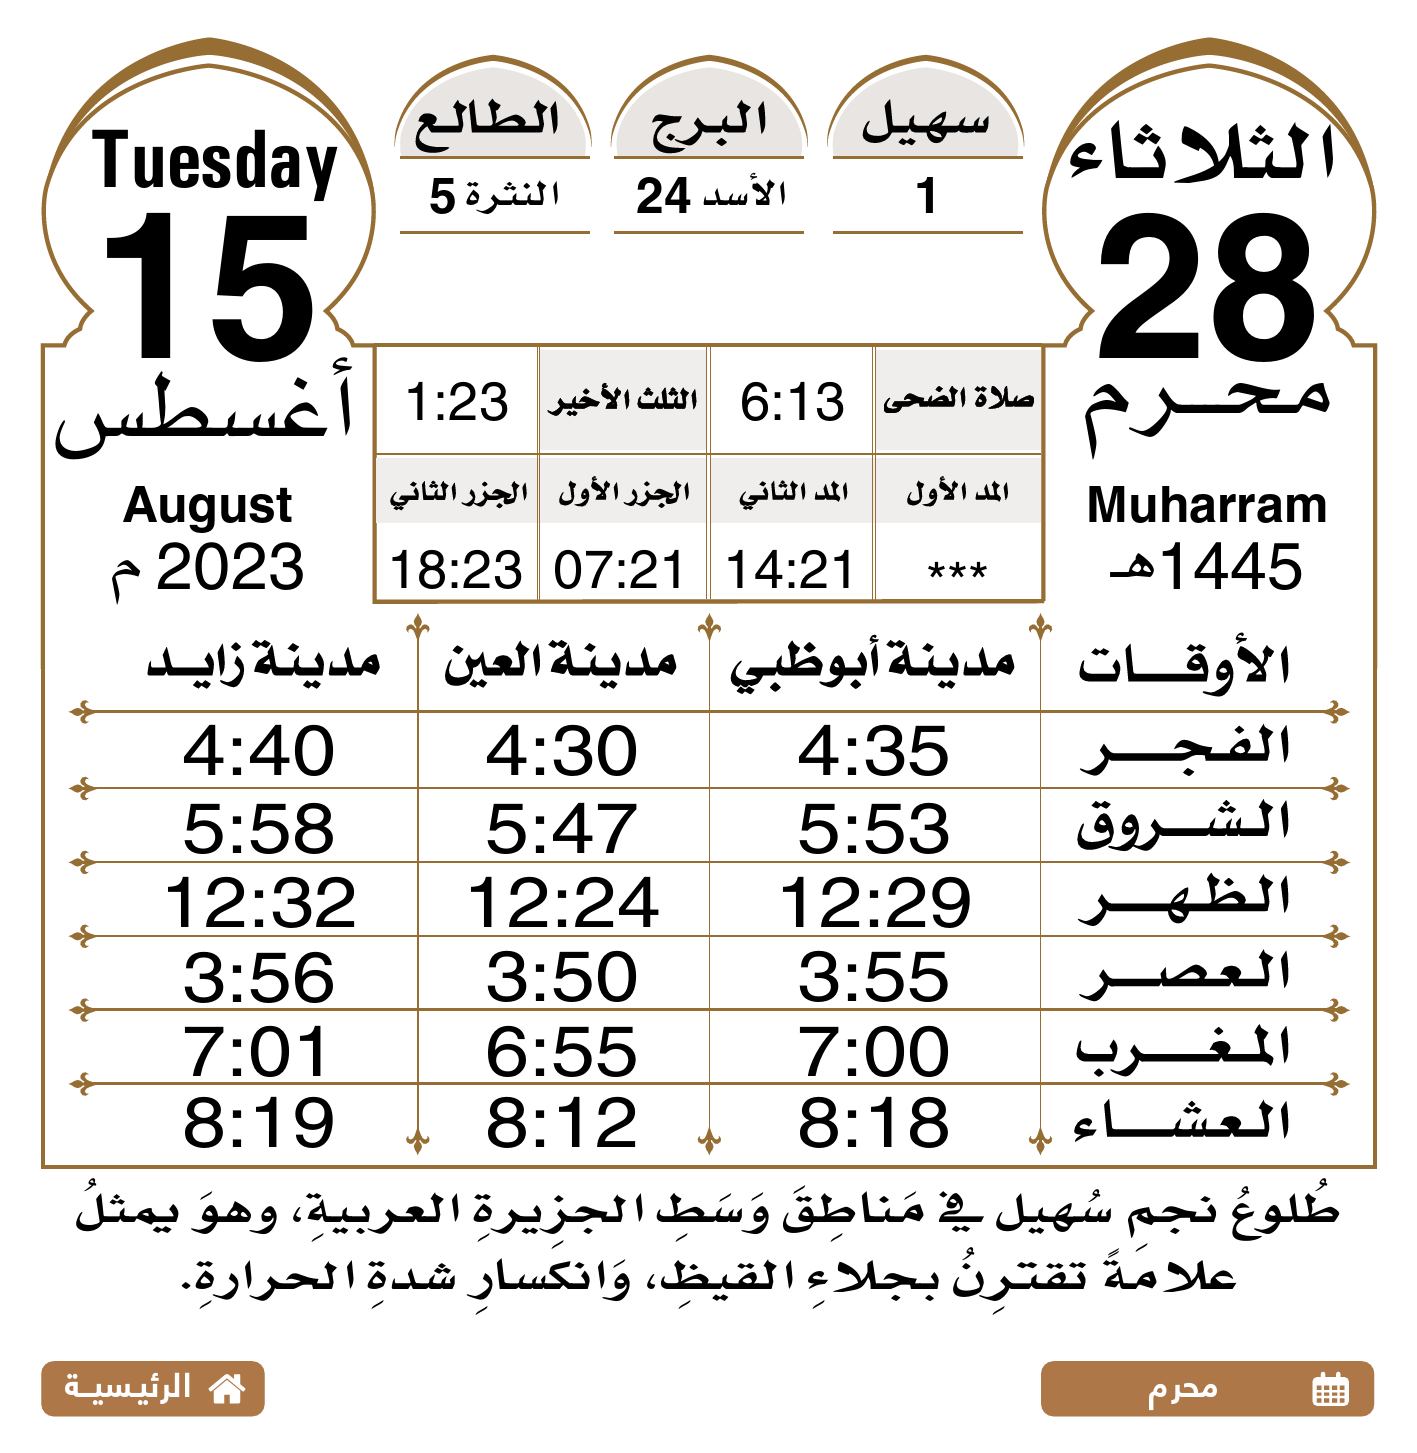 الثلاثاء
28
محرم
Muharram
1445هـ
سهيل
1
البرج
الأسد 24
الطالع
النثرة 5
Tuesday
15
أغسطس
August
2023 م
صلاة الضحى 6:13 الثلث الأخير 1:23
المد الأول المد الثاني الجزر الأول الجزر الثاني
*** 14:21 07:21 18:23
الأوقات مدينة أبوظبي مدينة العين مدينة زايد
الفجر 4:35 4:30 4:40
الشروق 5:53 5:47 5:58
الظهر 12:29 12:24 12:32
العصر 3:55 3:50 3:56
المغرب 7:00 6:55 7:01
العشاء 8:18 8:12 8:19
طُلوعُ نجمِ سُهيل في مَناطِقَ وَسَطِ الجزِيرةِ العربيةِ، وهوَ يمثلُ
علامَةً تقترِنُ بجلاءِ القيظِ، وَانكسارِ شدةِ الحرارةِ.
محرم
الرئيسية